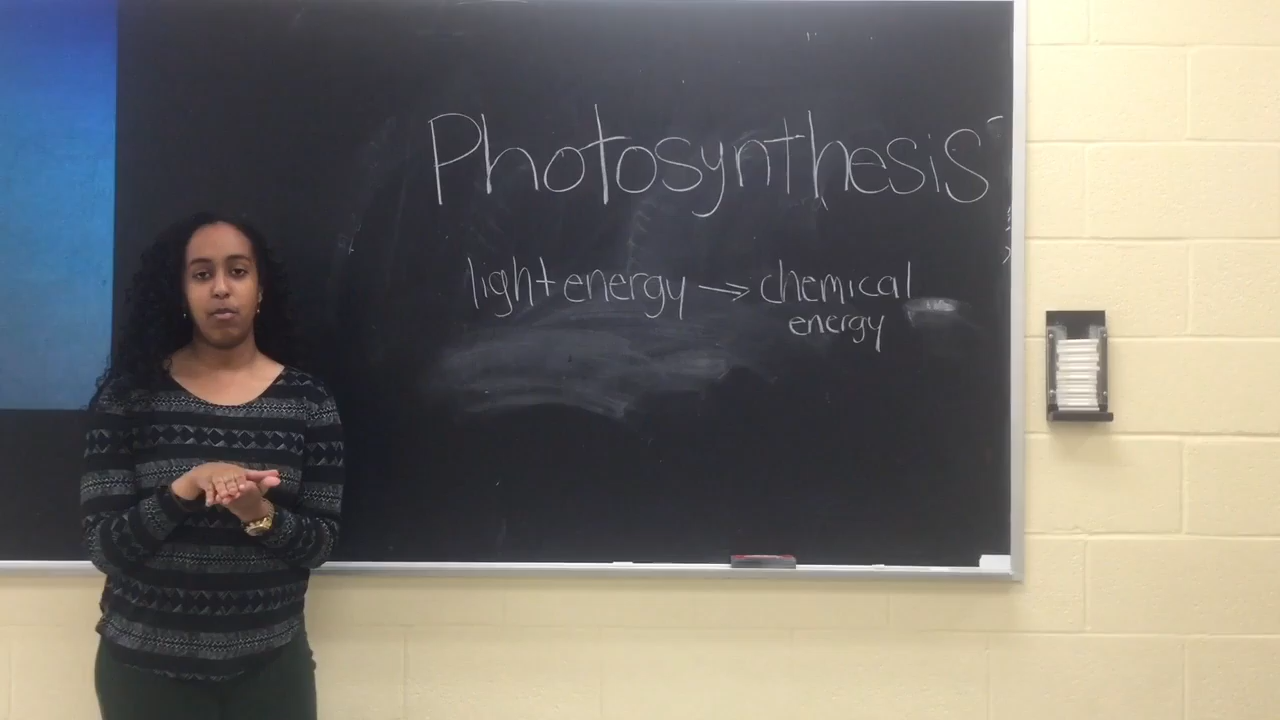 Photosynthesis
light energy → chemical
energy